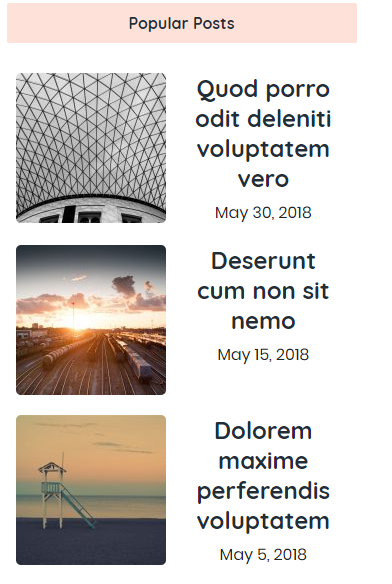 Popular Posts
Quod porro
odit deleniti
voluptatem
vero
May 30, 2018
Deserunt
cum non sit
nemo
May 15, 2018
Dolorem
maxime
perferendis
voluptatem
May 5, 2018